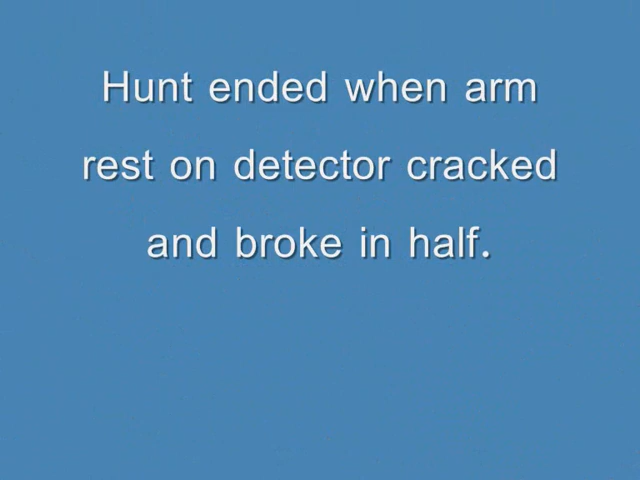 Hunt ended when arm
rest on detector cracked
and broke in half.